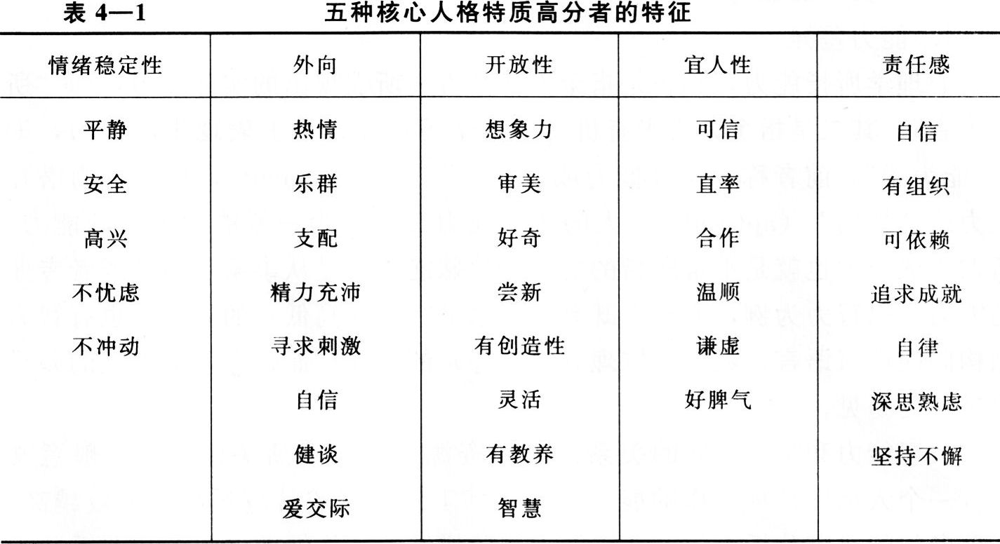 表 4—1 五种核心人格特质高分者的特征
情绪稳定性 外向 开放性 宜人性 责任感
平静 热情 想象力 可信 自信
安全 乐群 审美 直率 有组织
高兴 支配 好奇 合作 可依赖
不忧虑 精力充沛 尝新 温顺 追求成就
不冲动 寻求刺激 有创造性 谦虚 自律
自信 灵活 好脾气 深思熟虑
健谈 有教养 坚持不懈
爱交际 智慧